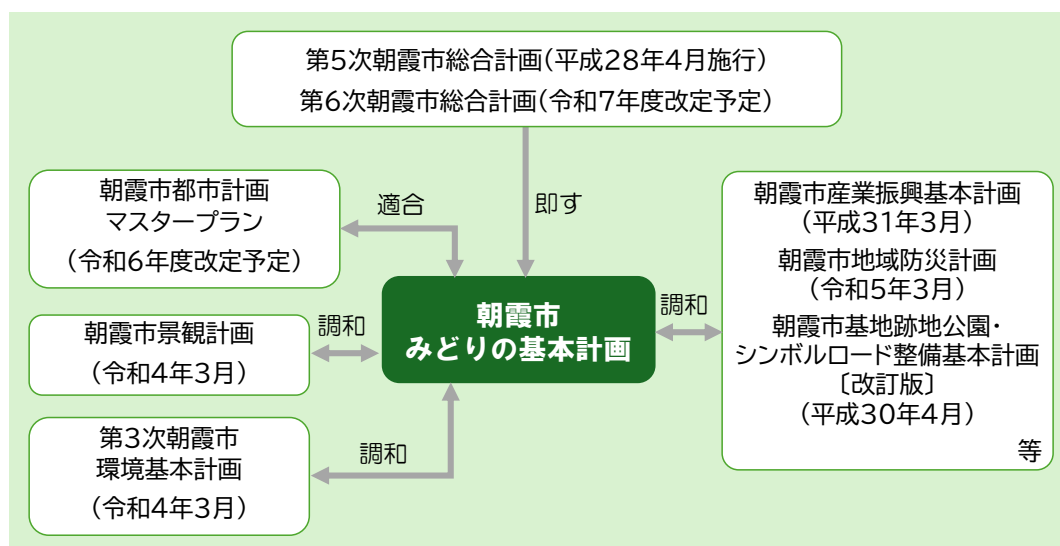 第5次朝霞市総合計画(平成28年4月施行)
第6次朝霞市総合計画(令和7年度改定予定)
朝霞市都市計画
マスタープラン
(令和6年度改定予定)
適合
即す
朝霞市産業振興基本計画
(平成31年3月)
朝霞市地域防災計画
(令和5年3月)
朝霞市基地跡地公園・
シンボルロード整備基本計画
〔改訂版〕
(平成30年4月)
等
朝霞市
みどりの基本計画
調和
朝霞市景観計画
(令和4年3月)
調和
第3次朝霞市
環境基本計画
(令和4年3月)
調和